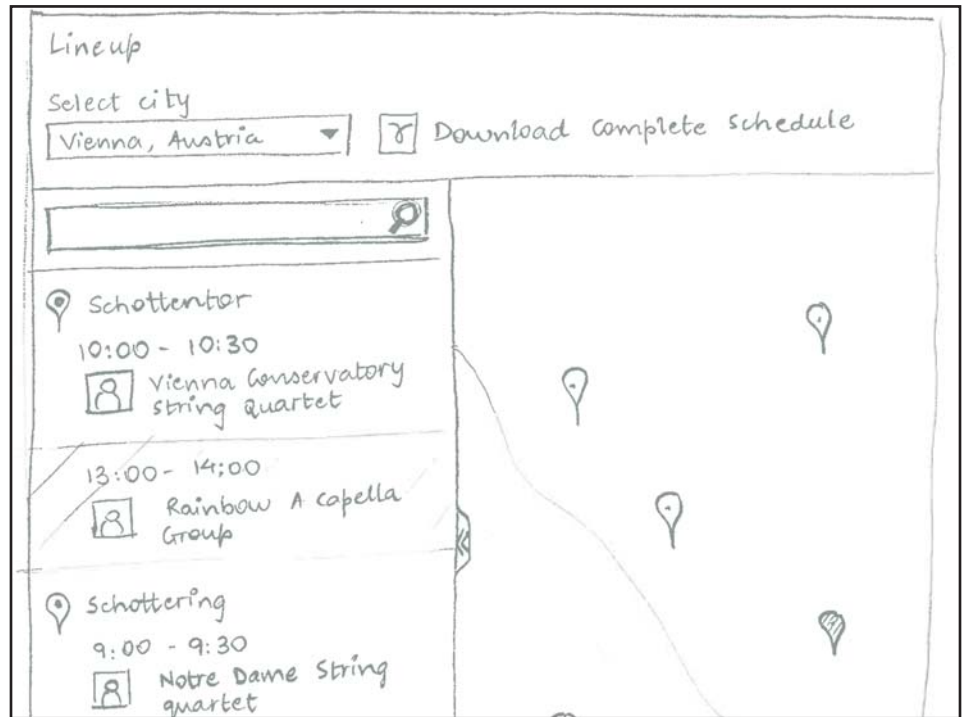 Lineup
Select city
Vienna, Austria
Download complete schedule
Schottentor
10:00 - 10:30
Vienna Conservatory
string quartet
13:00 - 14:00
Rainbow A capella
Group
Schottering
9:00 - 9:30
Notre Dame String
quartet